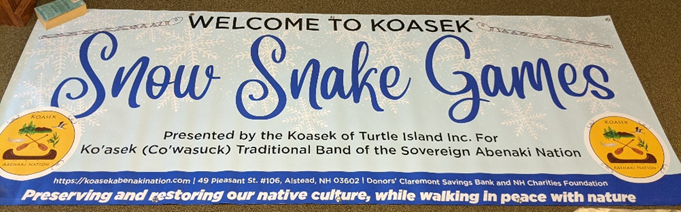 WELCOME TO KOASEK
Snow Snake Games
Presented by the Koasek of Turtle Island Inc. For
Ko'asek (Co'wasuck) Traditional Band of the Sovereign Abenaki Nation
KOASEK
ABENAKI NATION
KOASEK
ABENAKI NATION
https://koasekabenakination.com | 49 Pleasant St. #106, Alstead, NH 03602 | Donors' Claremont Savings Bank and NH Charities Foundation
Preserving and restoring our native culture, while walking in peace with nature